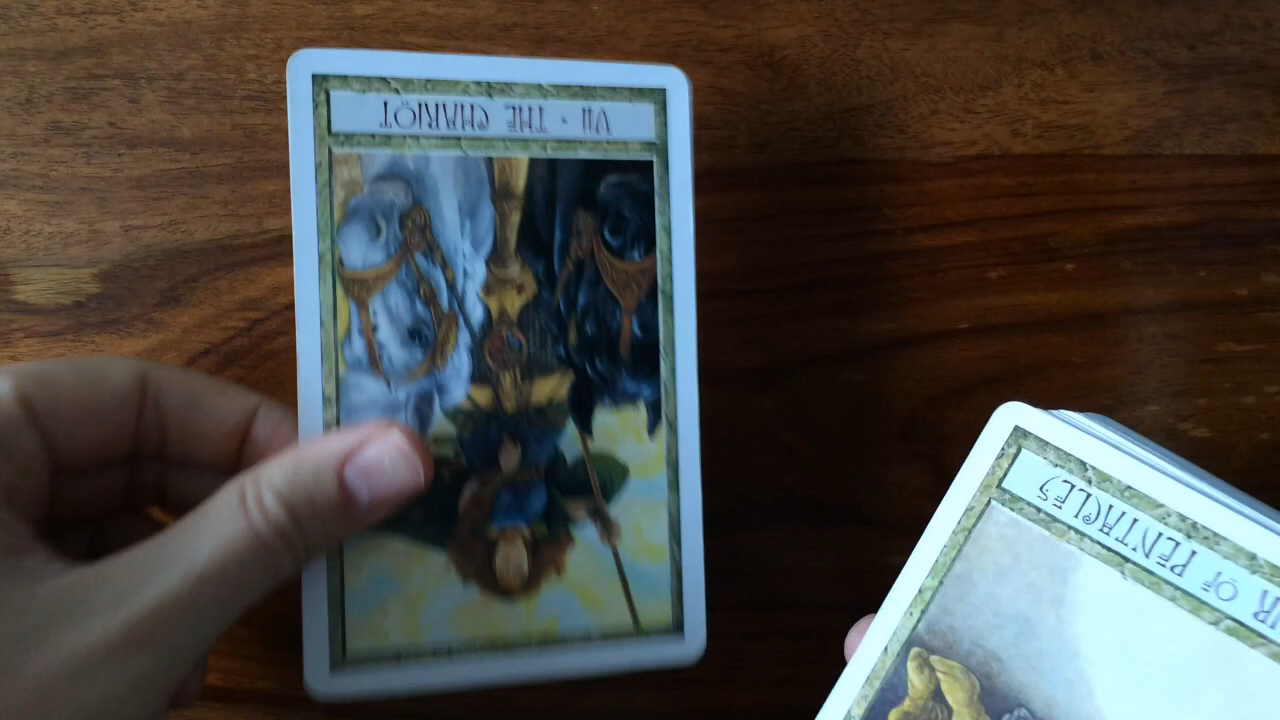 VII • THE CHARIOT
OF PENTACLES